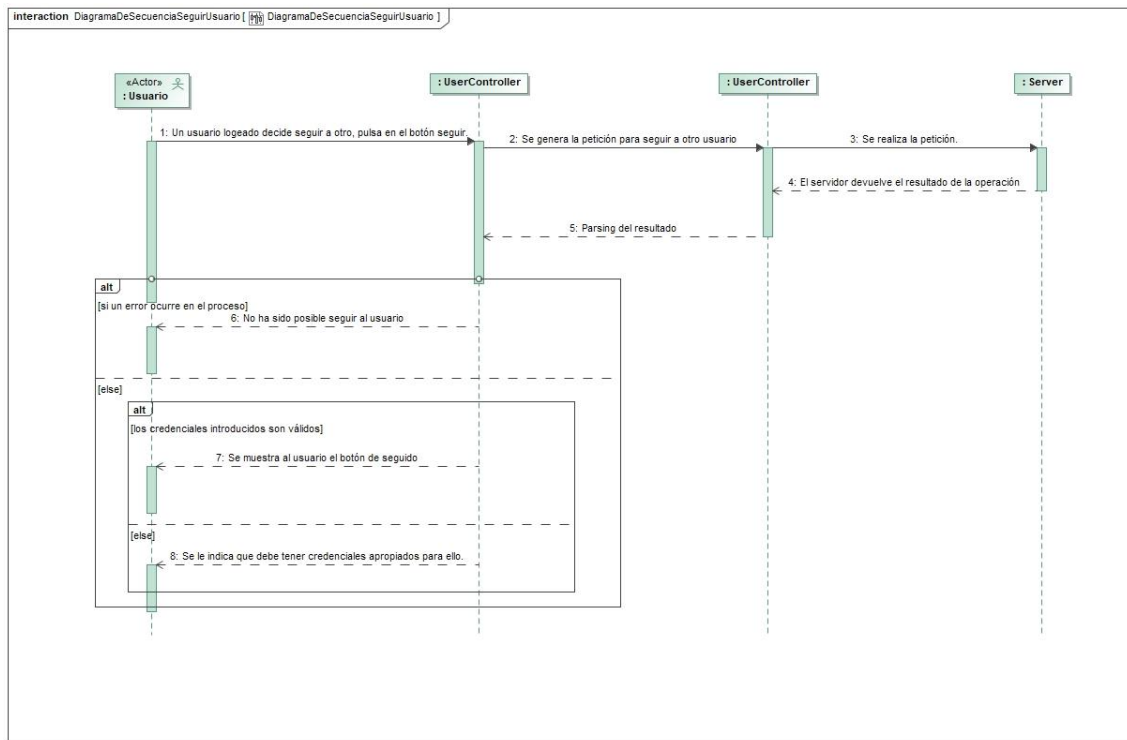 interaction DiagramaDeSecuenciaSeguirUsuario [ DiagramaDeSecuenciaSeguirUsuario ]
«Actor»
: Usuario
: UserController
: UserController
: Server
1: Un usuario logeado decide seguir a otro, pulsa en el botón seguir.
2: Se genera la petición para seguir a otro usuario
3: Se realiza la petición.
4: El servidor devuelve el resultado de la operación
5: Parsing del resultado
alt
[si un error ocurre en el proceso]
6: No ha sido posible seguir al usuario
[else]
alt
[los credenciales introducidos son válidos]
7: Se muestra al usuario el botón de seguido
[else]
8: Se le indica que debe tener credenciales apropiados para ello.